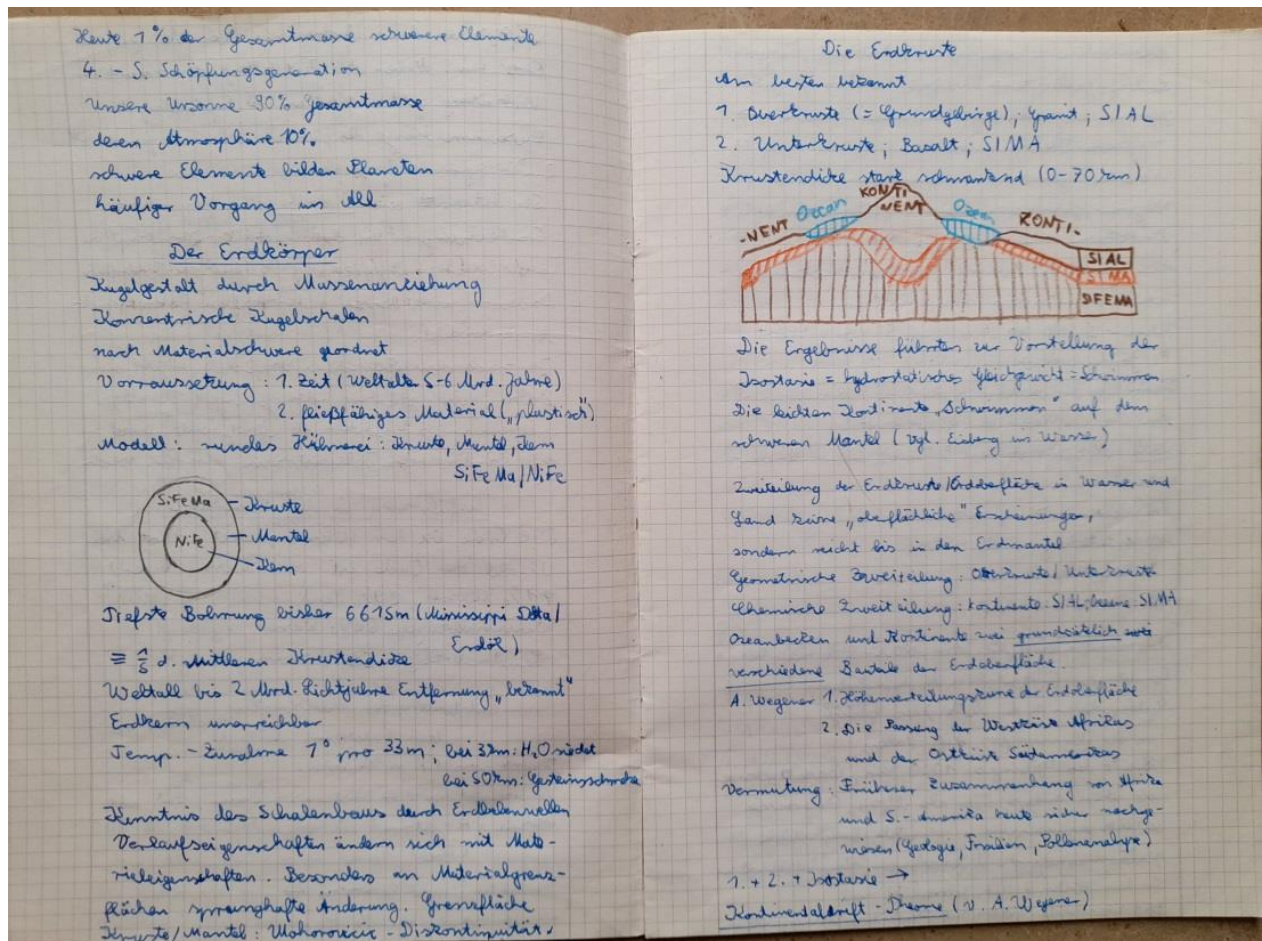 Heute 1% der Gesamtmasse schwerere Elemente
4. - 5. Schöpfungsgeneration
Unsere Ursonne 90% Gesamtmasse
deren Atmosphäre 10%
schwere Elemente bilden Planeten
häufiger Vorgang im All
Der Erdkörper
Kugelgestalt durch Massenanziehung
Konzentrische Kugelschalen
nach Materialschwere geordnet
Vorraussetzung : 1. Zeit (Weltalter 5-6 Mrd. Jahre)
2. fließfähiges Material („plastisch")
Modell : rundes Hühnerei : Kruste, Mantel, Kern
SiFeMa/NiFe
SiFeMa
NiFe
Kruste
Mantel
Kern
Tiefste Bohrung bisher 6615m (Missisippi Delta/
Erdöl)
≡ 1/5 d. Mittleren Krustendicke
Weltall bis 2 Mrd. Lichtjahre Entfernung „bekannt"
Erdkern unerreichbar
Temp. - Zunahme 1° pro 33m ; bei 3km: H2O siedet
bei 50km: Gesteinsschmelze
Kenntnis des Schalenbaus durch Erdbebenwellen
Verlaufseigenschaften ändern sich mit Mate-
rialeigenschaften. Besonders an Materialgrenz-
flächen sprunghafte Änderung. Grenzfläche
Kruste/Mantel : Mohorovicic - Diskontinuität.
Die Erdkruste
Am besten bekannt
1. Oberkruste (= Grundgebirge) ; Granit ; SIAL
2. Unterkruste ; Basalt ; SIMA
Krustendicke stark schwankend (0-70 km)
-NENT
Ozean
KONTI
NENT
Ozean
KONTI-
SIAL
SIMA
SIFEMA
Die Ergebnisse führten zur Vorstellung der
Isostasie = hydrostatisches Gleichgewicht = Schwimmen
Die leichten Kontinente „Schwimmen" auf dem
schweren Mantel (vgl. Eisberg im Wasser)
Zweiteilung der Erdkruste/Erdoberfläche in Wasser und
Land keine „oberflächliche" Erscheinungen,
sondern reicht bis in den Erdmantel
Geometrische Zweiteilung : Oberkruste / Unterkruste
Chemische Zweiteilung : Kontinente SIAL, Ozeane SIMA
Ozeanbecken und Kontinente zwei grundsätzlich
verschiedene Bauteile der Erdoberfläche.
A. Wegener 1. Höhenverteilungskurve der Erdoberfläche
2. Die Passung der Westküst Afrikas
und der Ostküst Südamerikas
Vermutung : Früherer Zusammenhang von Afrika
und S. - Amerika heute sicher nachge-
wiesen (Geologie, Fossilien, Pollenanalyse)
1. + 2. + Isostasie →
Kontinentaldrift - Theorie (v. A. Wegener)